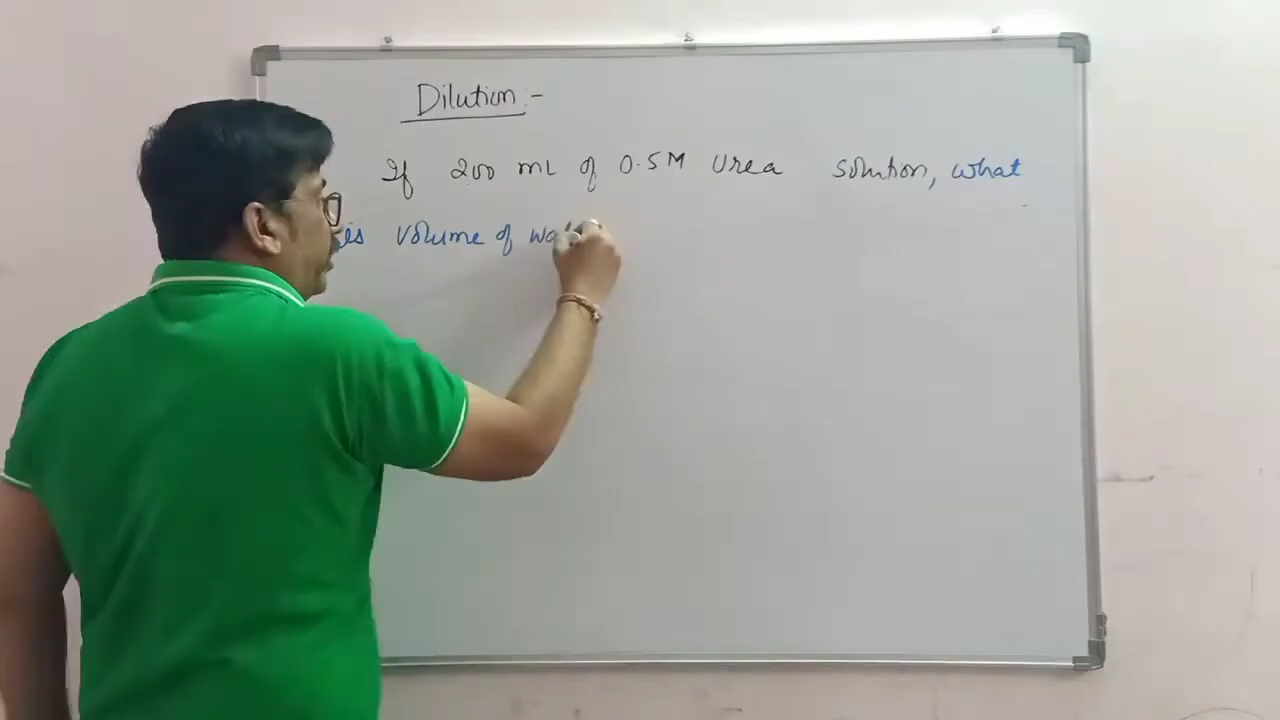 Dilution :-
If 200 mL of 0.5M Urea solution, what
is volume of wa